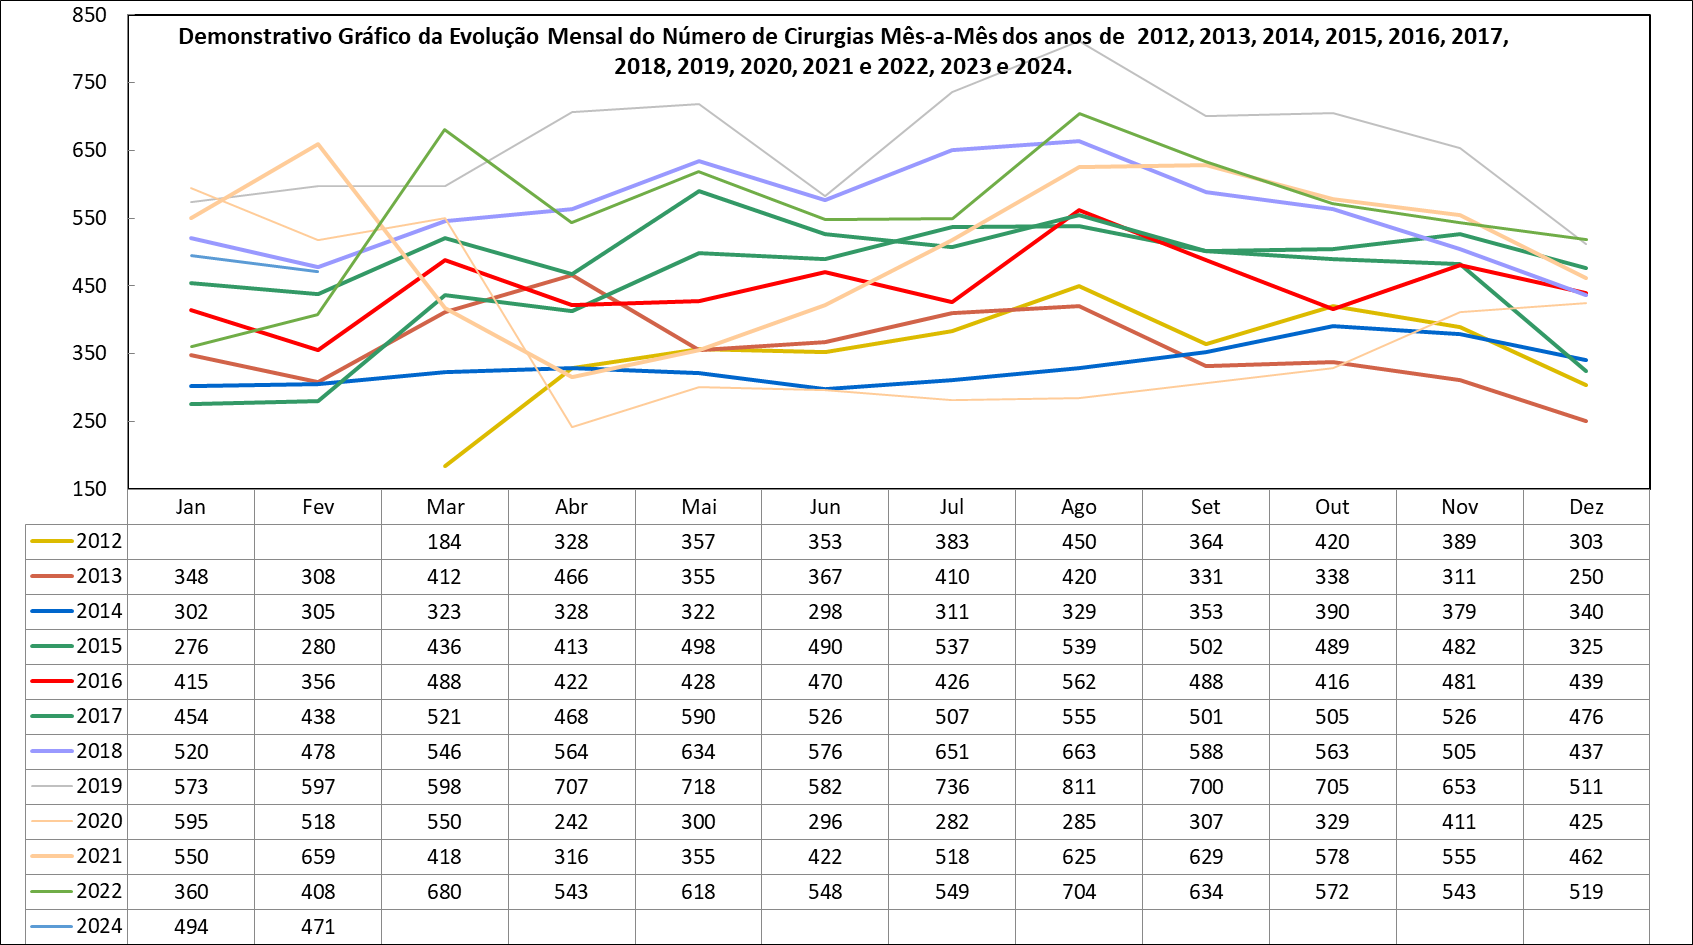 850
Demonstrativo Gráfico da Evolução Mensal do Número de Cirurgias Mês-a-Mês dos anos de 2012, 2013, 2014, 2015, 2016, 2017,
2018, 2019, 2020, 2021 e 2022, 2023 e 2024.
750
650
550
450
350
250
150
Jan Fev Mar Abr Mai Jun Jul Ago Set Out Nov Dez
2012 184 328 357 353 383 450 364 420 389 303
2013 348 308 412 466 355 367 410 420 331 338 311 250
2014 302 305 323 328 322 298 311 329 353 390 379 340
2015 276 280 436 413 498 490 537 539 502 489 482 325
2016 415 356 488 422 428 470 426 562 488 416 481 439
2017 454 438 521 468 590 526 507 555 501 505 526 476
2018 520 478 546 564 634 576 651 663 588 563 505 437
2019 573 597 598 707 718 582 736 811 700 705 653 511
2020 595 518 550 242 300 296 282 285 307 329 411 425
2021 550 659 418 316 355 422 518 625 629 578 555 462
2022 360 408 680 543 618 548 549 704 634 572 543 519
2024 494 471